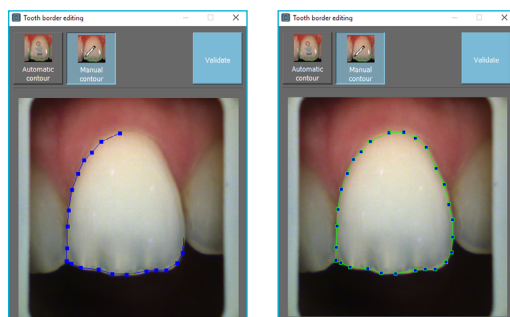 Tooth border editing
Automatic
contour
Manual
contour
Validate
Tooth border editing
Automatic
contour
Manual
contour
Validate